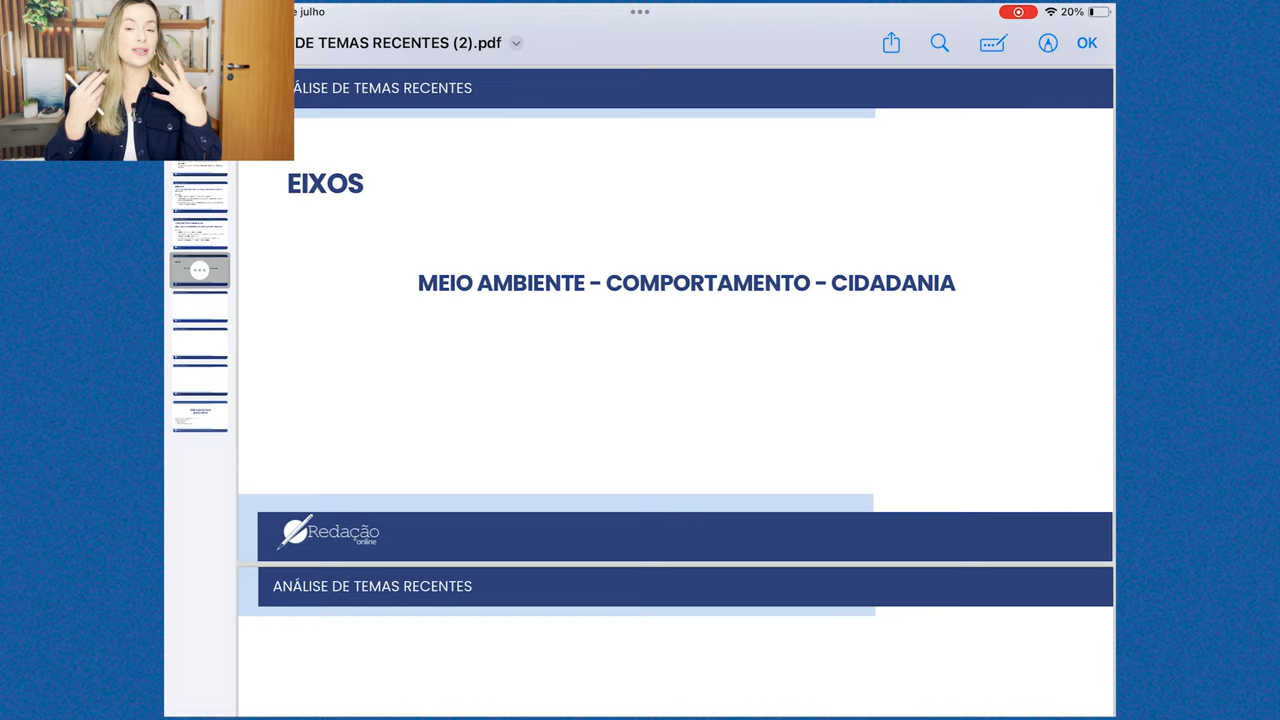 e julho
20%
DE TEMAS RECENTES (2).pdf
OK
ÁLISE DE TEMAS RECENTES
EIXOS
MEIO AMBIENTE - COMPORTAMENTO - CIDADANIA
Redação
online
ANÁLISE DE TEMAS RECENTES